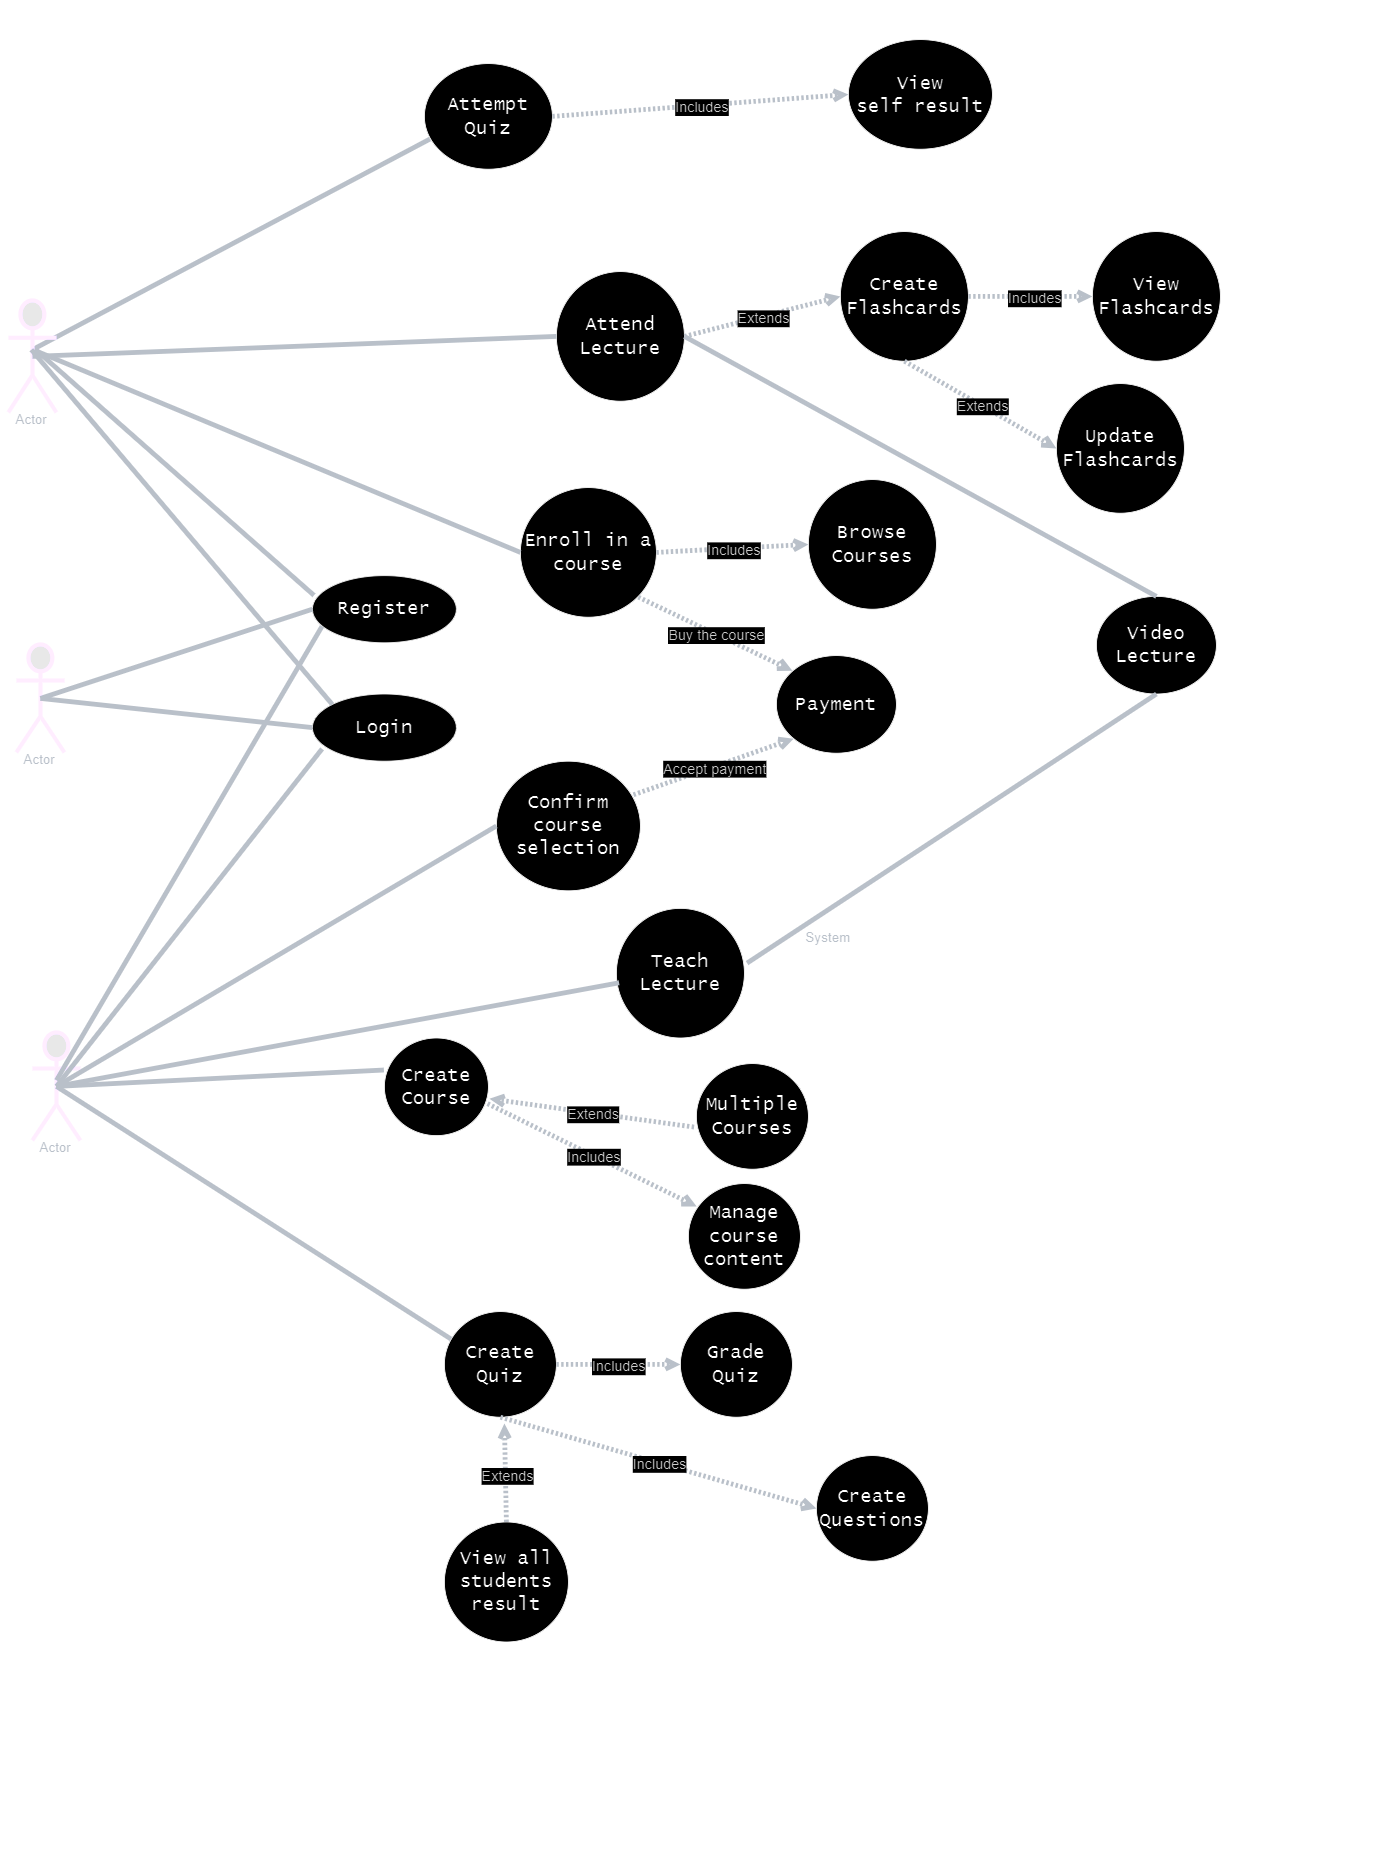 View
self result
Attempt
Quiz
Includes
Create
Flashcards
View
Flashcards
Includes
Attend
Lecture
Extends
Actor
Extends
Update
Flashcards
Enroll in a
course
Includes
Browse
Courses
Register
Buy the course
Video
Lecture
Payment
Login
Actor
Accept payment
Confirm
course
selection
System
Teach
Lecture
Create
Course
Multiple
Courses
Extends
Actor
Includes
Manage
course
content
Create
Quiz
Includes
Grade
Quiz
Includes
Extends
Create
Questions
View all
students
result